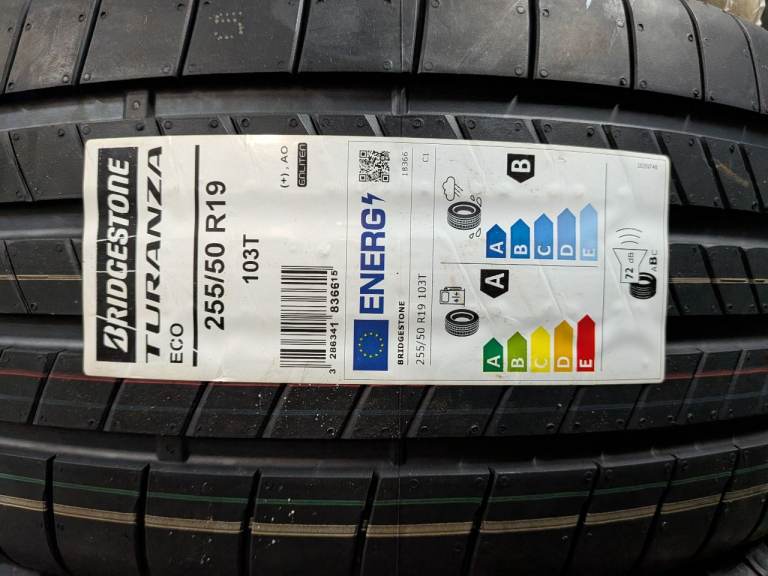 BRIDGESTONE
TURANZA
ECO
255/50 R19
103T
(+) , AO
ENLITEN
3 286341 836615
ENERG
BRIDGESTONE
255/50 R19 103T
18366
C1
B
A
B
C
D
E
A
A
B
C
D
E
72 dB
ABC